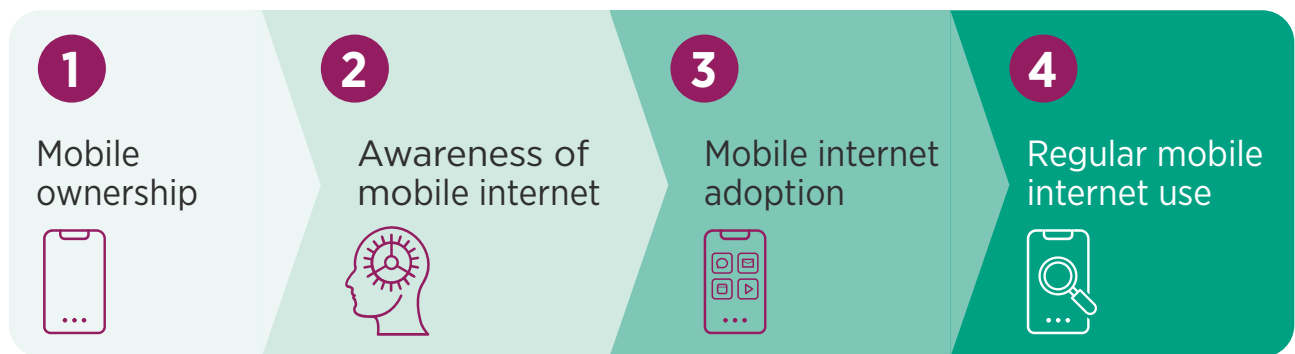 1
Mobile
ownership
2
Awareness of
mobile internet
3
Mobile internet
adoption
4
Regular mobile
internet use